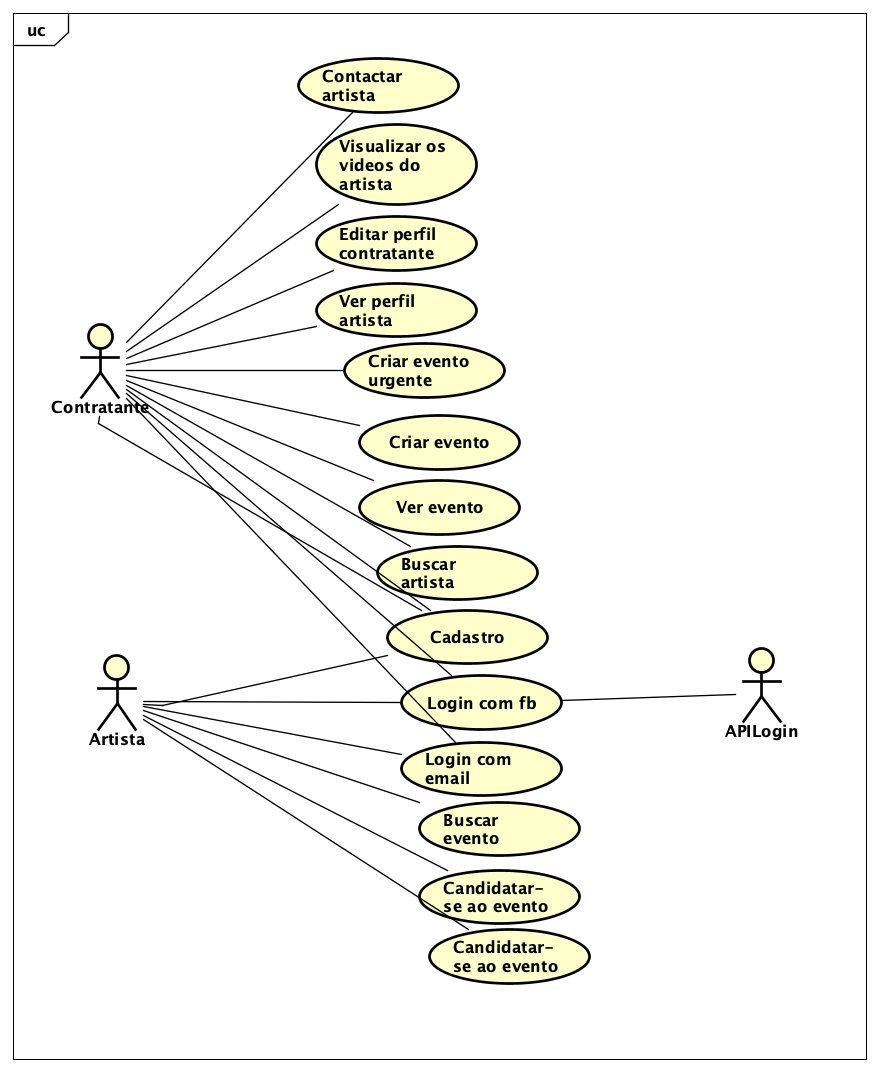 uc
Contactar
artista
Visualizar os
videos do
artista
Editar perfil
contratante
Ver perfil
artista
Criar evento
urgente
Contratante
Criar evento
Ver evento
Buscar
artista
Cadastro
Login com fb
Artista
APILogin
Login com
email
Buscar
evento
Candidatar-
se ao evento
Candidatar-
se ao evento